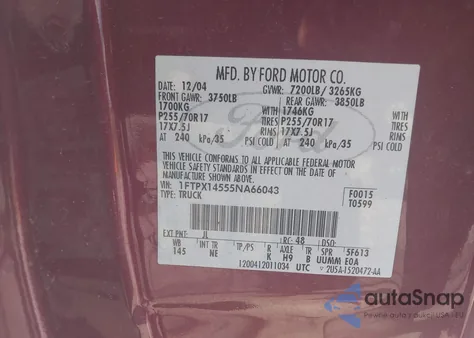 MFD. BY FORD MOTOR CO.
DATE: 12/04 GVWR: 7200LB/ 3265KG
FRONT GAWR: 3750LB REAR GAWR: 3850LB
1700KG 1746KG
P255/70R17 TIRES P255/70R17 TIRES
17X7.5J RIMS 17X7.5J RIMS
AT 240 kPa/35 PSI COLD AT 240 kPa/35 PSI COLD
THIS VEHICLE CONFORMS TO ALL APPLICABLE FEDERAL MOTOR
VEHICLE SAFETY STANDARDS IN EFFECT ON THE DATE OF
MANUFACTURE SHOWN ABOVE.
VIN: 1FTPX14555NA66043 F0015
TYPE: TRUCK T0599
EXT PNT: JL RC: 48 DSO:
WB INT TR TP/PS R AXLE TR SPR 5F613
145 NE K H9 B UUMM E0A
1200412011034 UTC 2U5A-1520472-AA
Ford
autaSnap